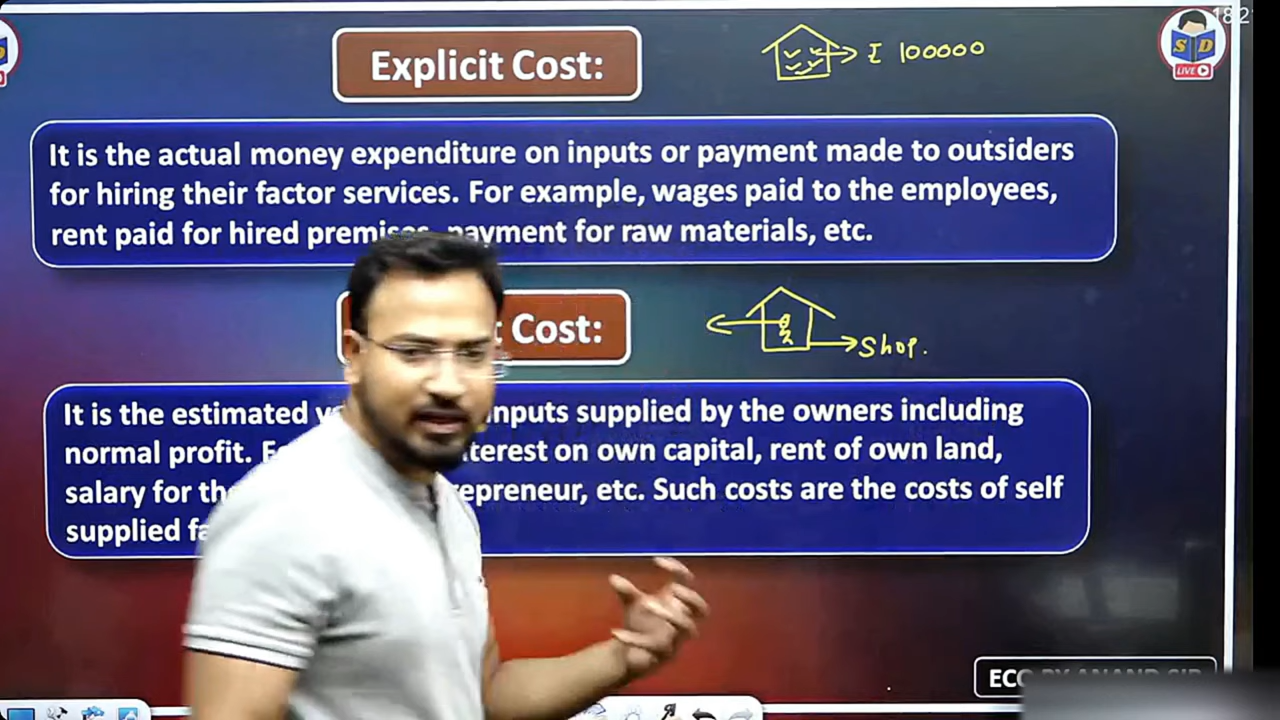 1821
Explicit Cost:
₹ 100000
S D
LIVE
It is the actual money expenditure on inputs or payment made to outsiders
for hiring their factor services. For example, wages paid to the employees,
rent paid for hired premises, payment for raw materials, etc.
Cost:
Shop.
It is the estimated inputs supplied by the owners including
normal profit. interest on own capital, rent of own land,
salary for entrepreneur, etc. Such costs are the costs of self
supplied